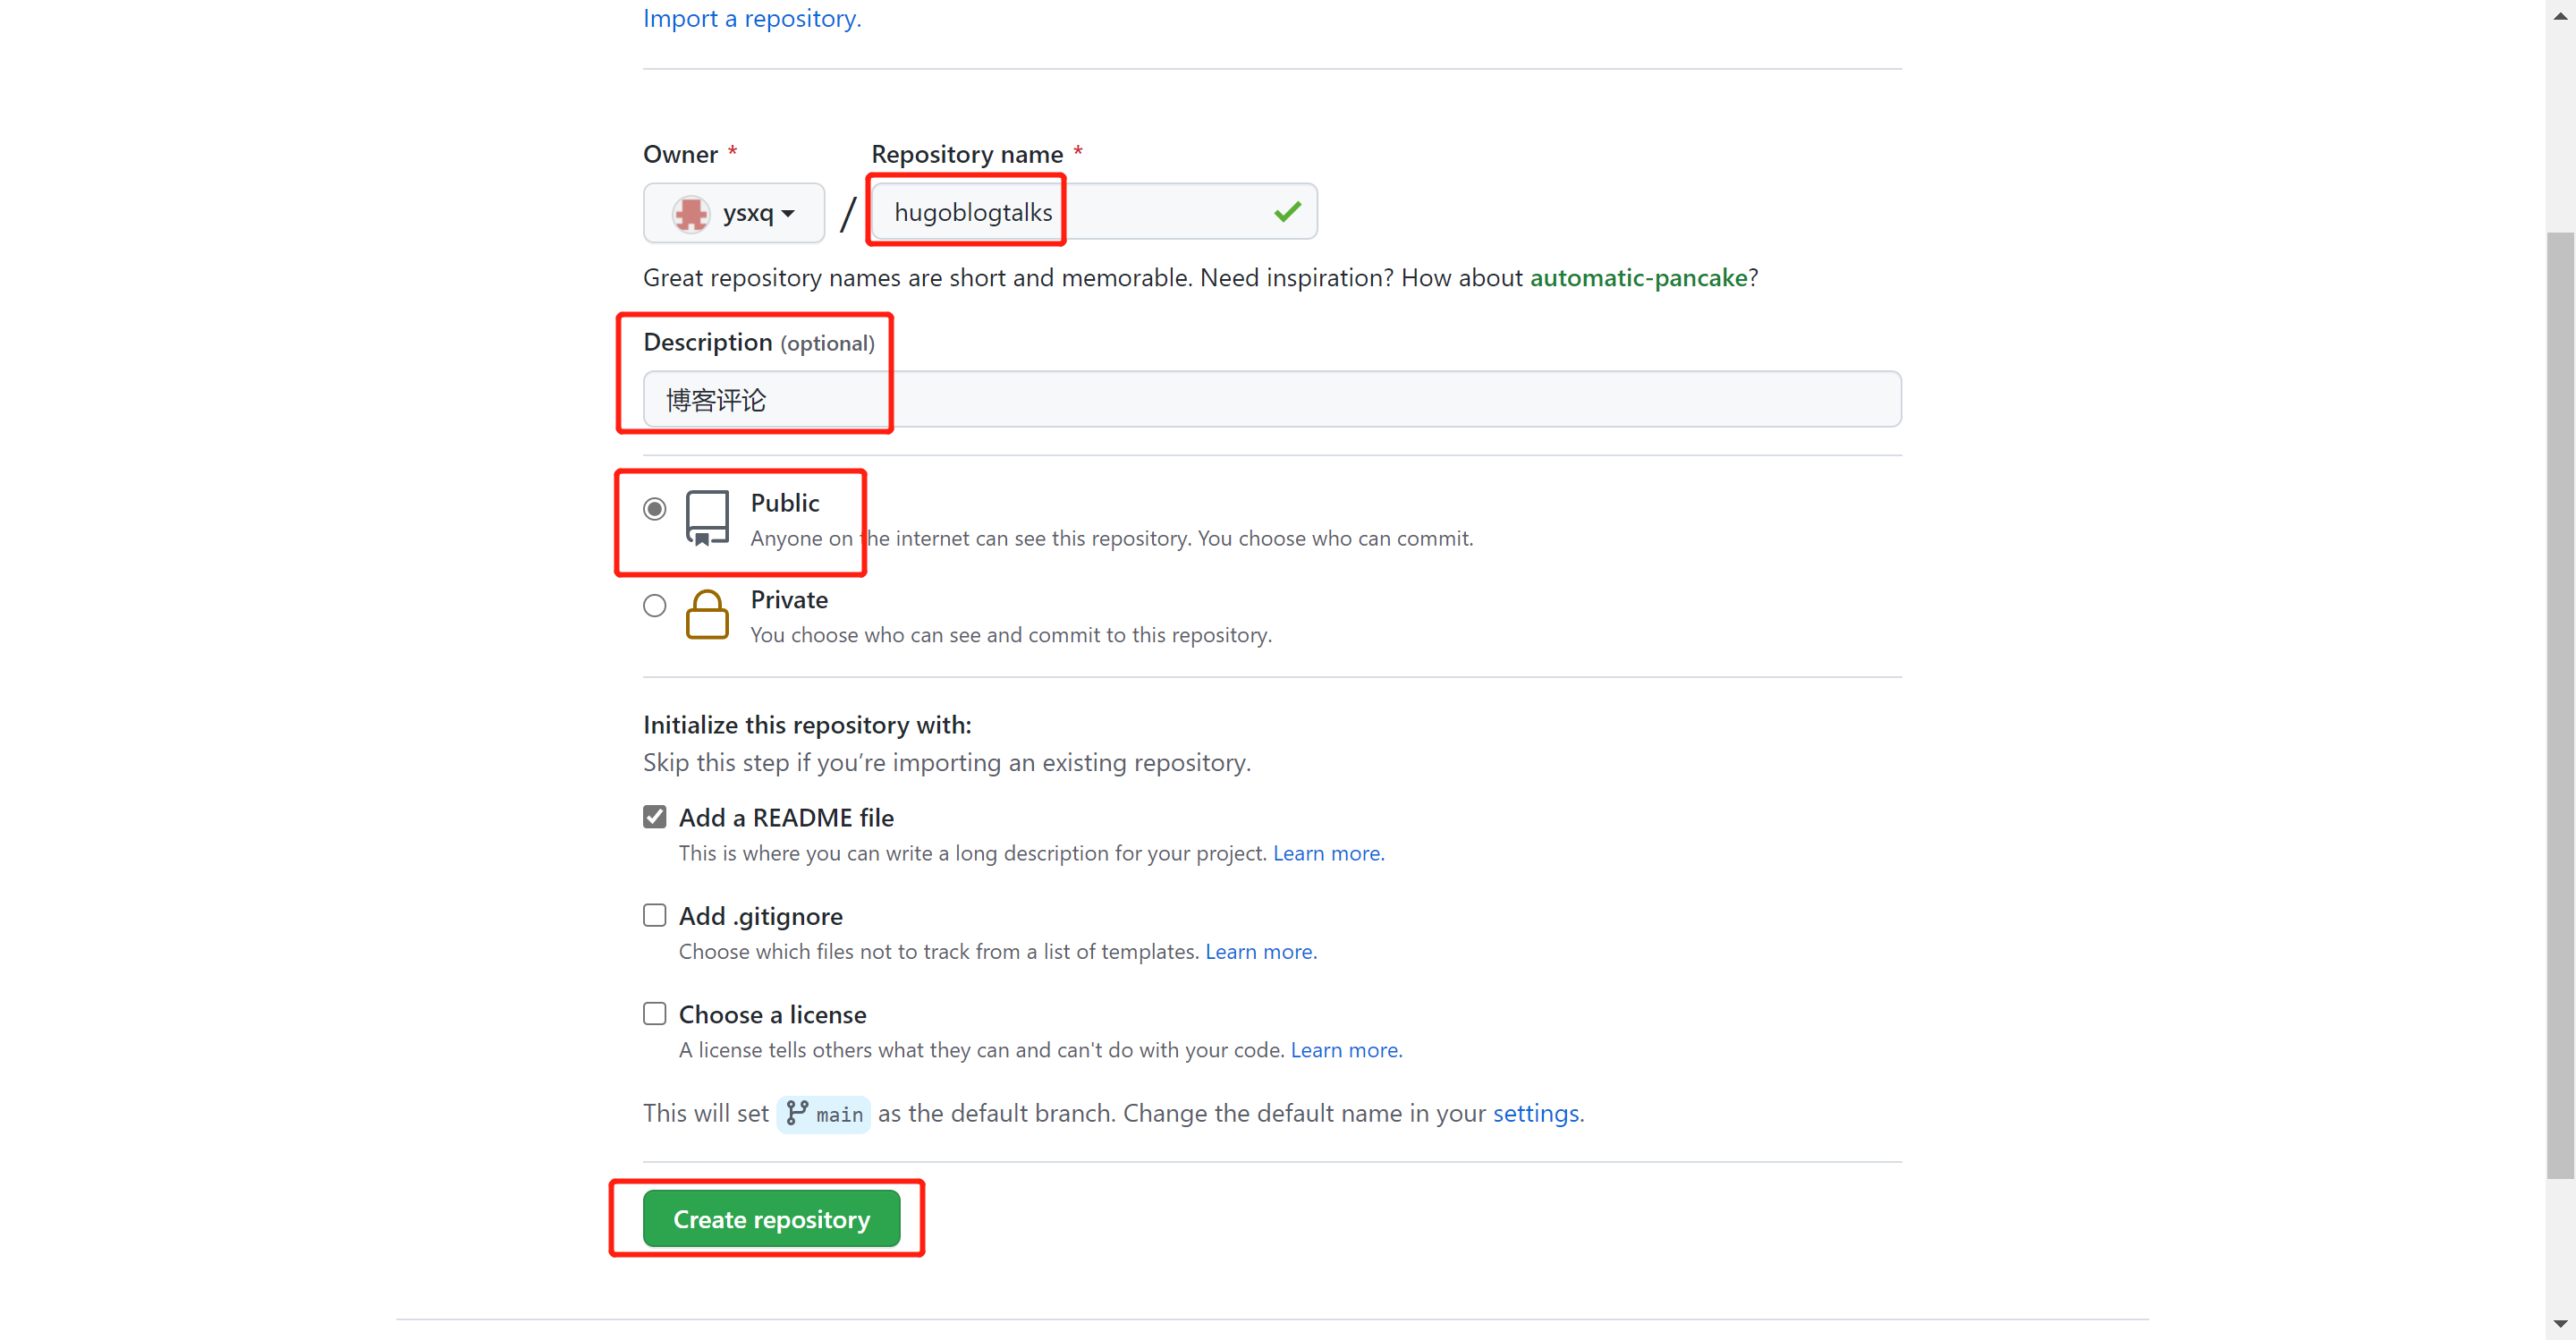 Import a repository.
Owner *
Repository name *
ysxq / hugoblogtalks
Great repository names are short and memorable. Need inspiration? How about automatic-pancake?
Description (optional)
博客评论
Public
Anyone on the internet can see this repository. You choose who can commit.
Private
You choose who can see and commit to this repository.
Initialize this repository with:
Skip this step if you’re importing an existing repository.
Add a README file
This is where you can write a long description for your project. Learn more.
Add .gitignore
Choose which files not to track from a list of templates. Learn more.
Choose a license
A license tells others what they can and can't do with your code. Learn more.
This will set main as the default branch. Change the default name in your settings.
Create repository